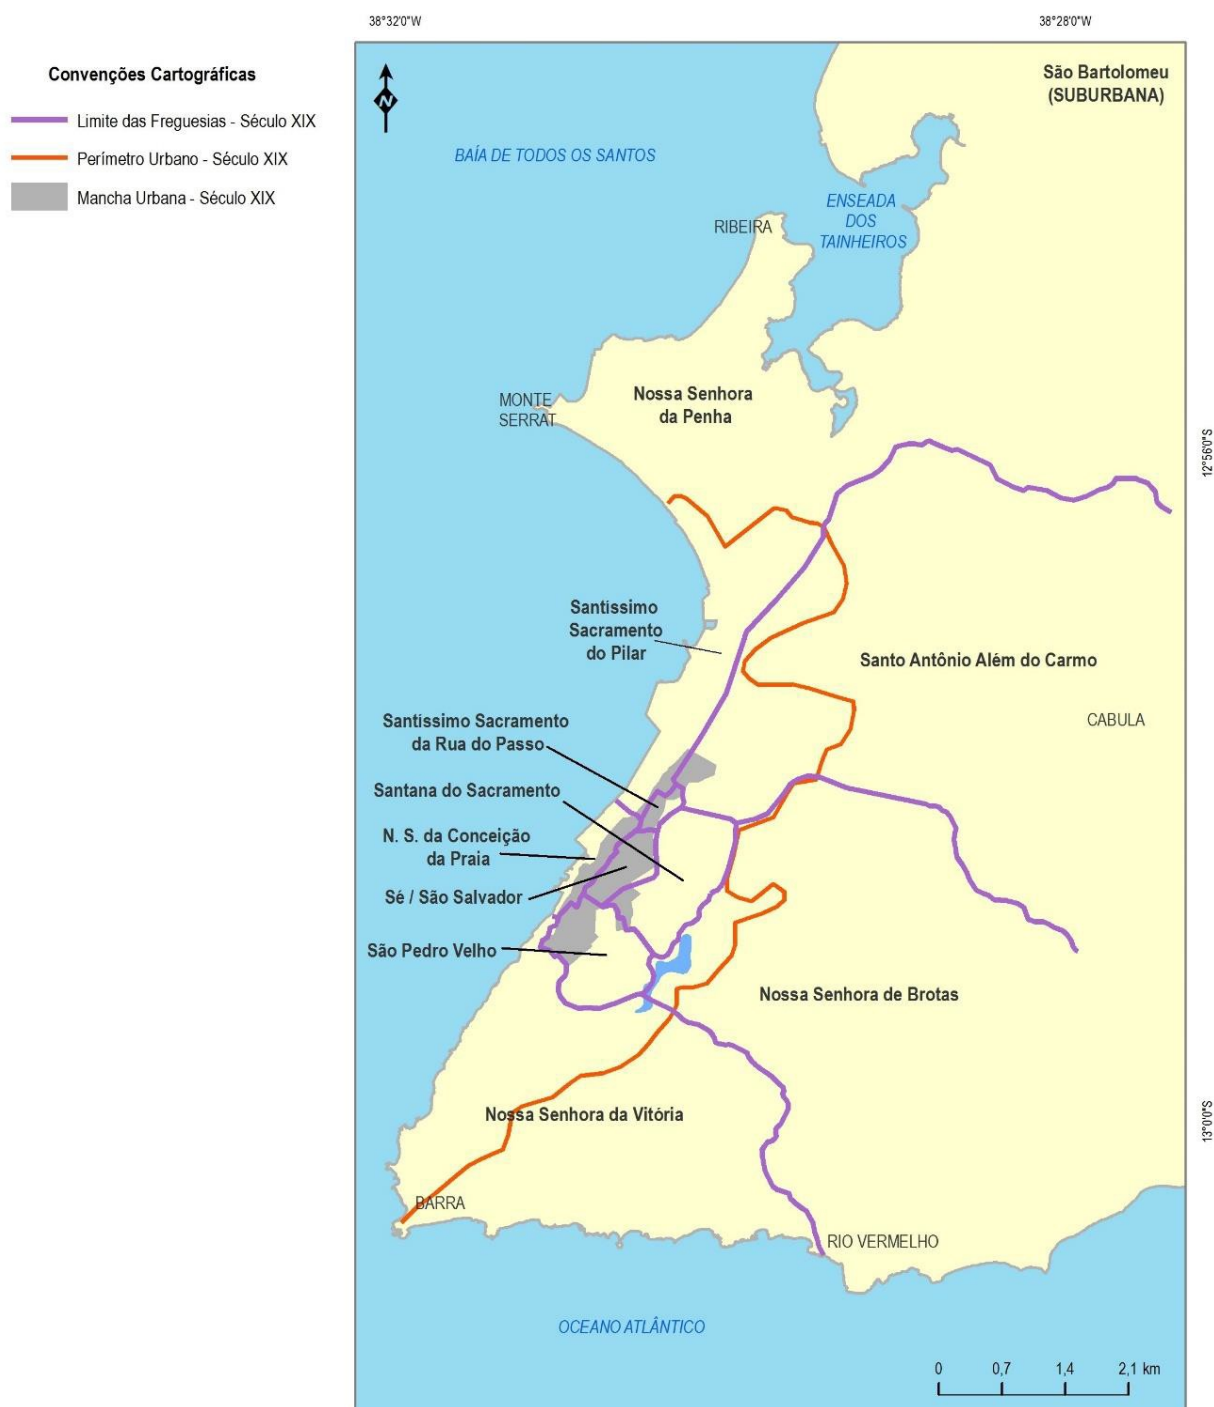 38°32'0"W
38°28'0"W
Convenções Cartográficas
Limite das Freguesias - Século XIX
Perímetro Urbano - Século XIX
Mancha Urbana - Século XIX
N
São Bartolomeu
(SUBURBANA)
BAÍA DE TODOS OS SANTOS
ENSEADA
DOS
TAINHEIROS
RIBEIRA
MONTE
SERRAT
Nossa Senhora
da Penha
12°56'0"S
Santíssimo
Sacramento
do Pilar
Santo Antônio Além do Carmo
CABULA
Santíssimo Sacramento
da Rua do Passo
Santana do Sacramento
N. S. da Conceição
da Praia
Sé / São Salvador
São Pedro Velho
Nossa Senhora de Brotas
Nossa Senhora da Vitória
13°0'0"S
BARRA
RIO VERMELHO
OCEANO ATLÂNTICO
0 0,7 1,4 2,1 km